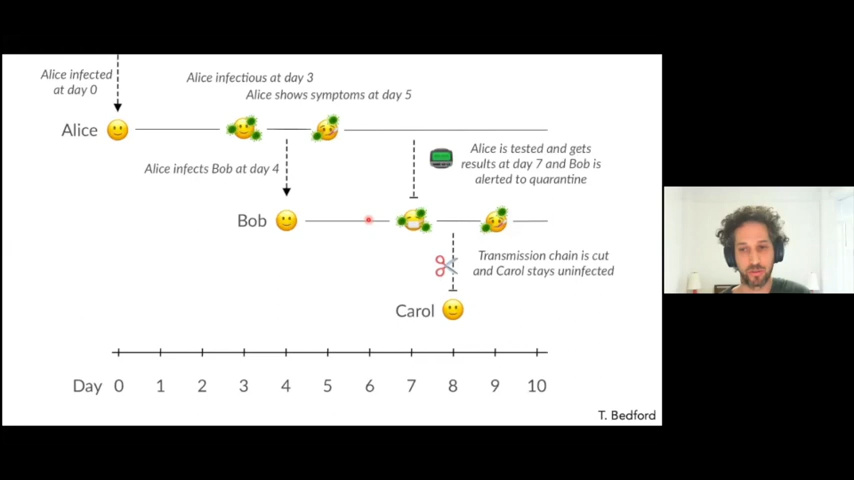 Alice infected
at day 0
Alice infectious at day 3
Alice shows symptoms at day 5
Alice
Alice infects Bob at day 4
Alice is tested and gets
results at day 7 and Bob is
alerted to quarantine
Bob
Transmission chain is cut
and Carol stays uninfected
Carol
Day 0 1 2 3 4 5 6 7 8 9 10
T. Bedford